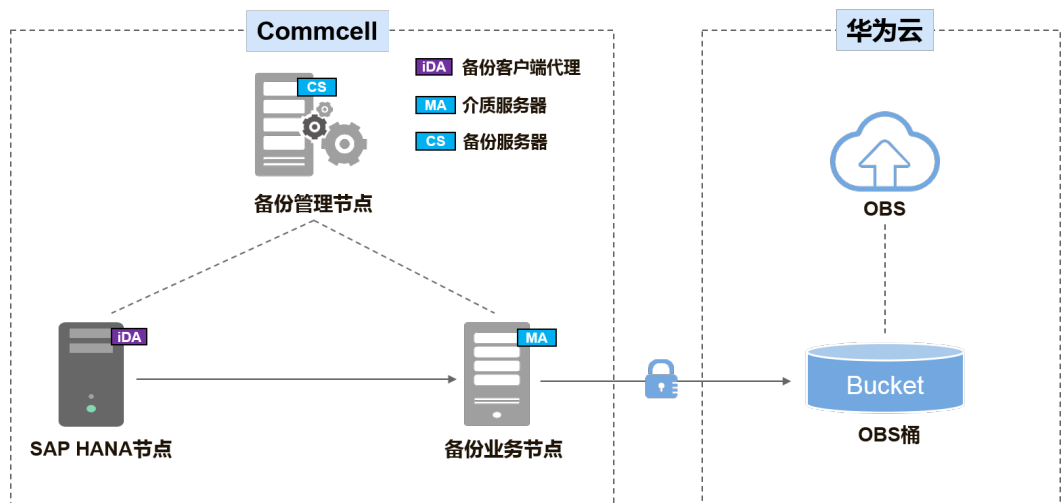 Commcell
华为云
CS
iDA 备份客户端代理
MA 介质服务器
CS 备份服务器
备份管理节点
OBS
iDA
MA
Bucket
SAP HANA节点
备份业务节点
OBS桶